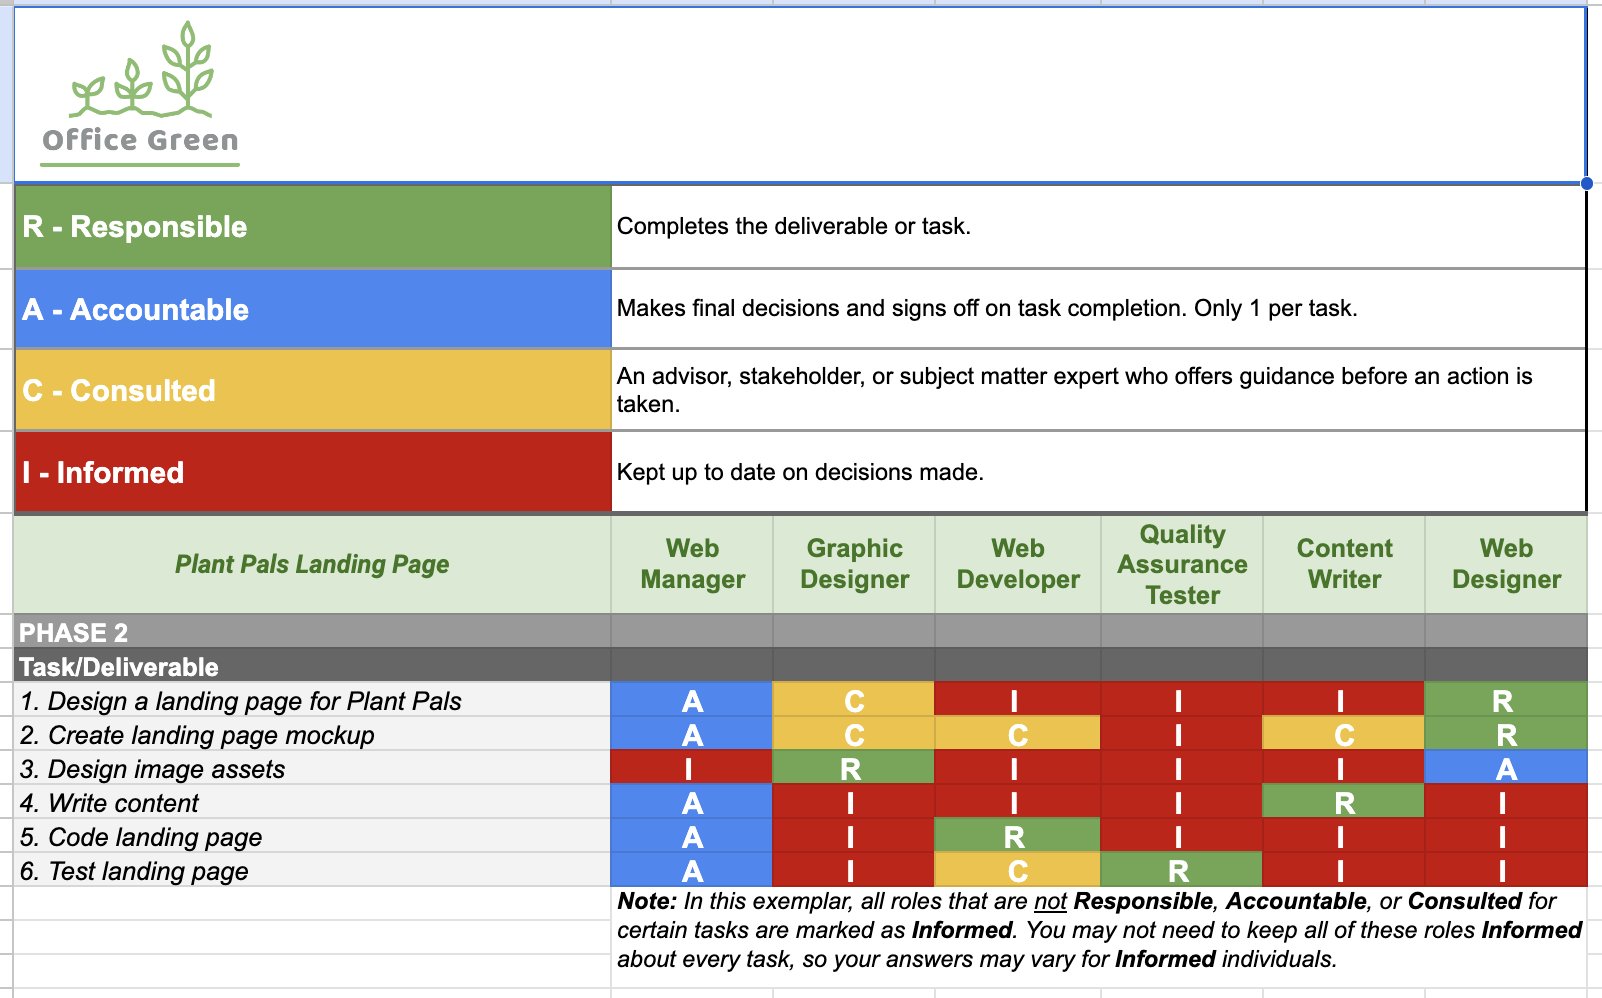 Office Green
R - Responsible
Completes the deliverable or task.
A - Accountable
Makes final decisions and signs off on task completion. Only 1 per task.
C - Consulted
An advisor, stakeholder, or subject matter expert who offers guidance before an action is
taken.
I - Informed
Kept up to date on decisions made.
Plant Pals Landing Page
Web
Manager
Graphic
Designer
Web
Developer
Quality
Assurance
Tester
Content
Writer
Web
Designer
PHASE 2
Task/Deliverable
1. Design a landing page for Plant Pals A C I I I R
2. Create landing page mockup A C C I C R
3. Design image assets I R I I I A
4. Write content A I I I R I
5. Code landing page A I R I I I
6. Test landing page A I C R I I
Note: In this exemplar, all roles that are not Responsible, Accountable, or Consulted for
certain tasks are marked as Informed. You may not need to keep all of these roles Informed
about every task, so your answers may vary for Informed individuals.